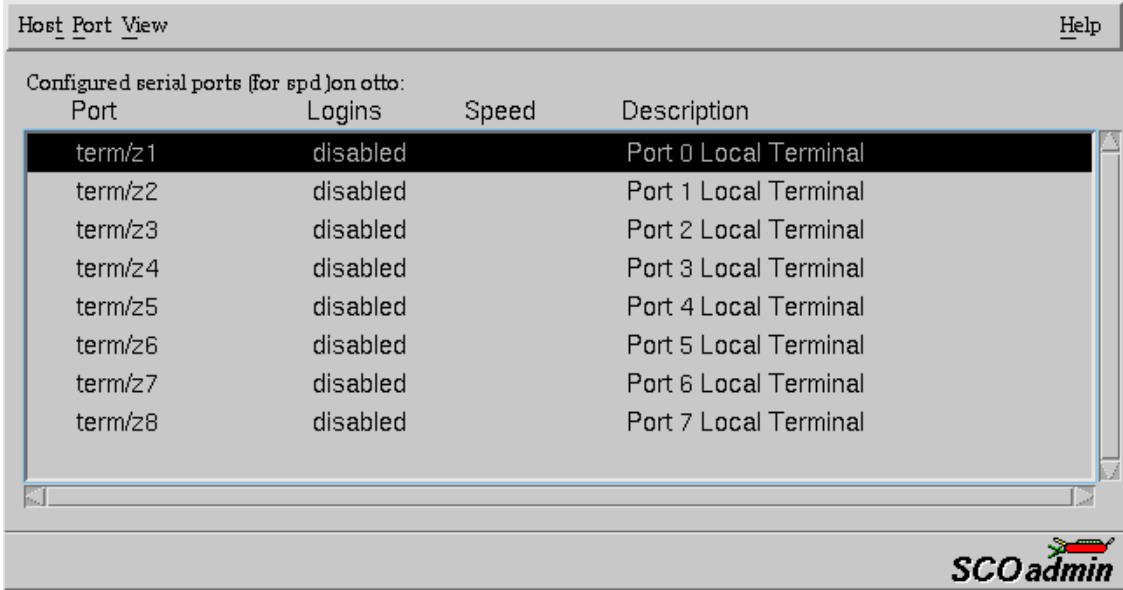 Host Port View Help
Configured serial ports (for spd )on otto:
Port Logins Speed Description
term/z1 disabled Port 0 Local Terminal
term/z2 disabled Port 1 Local Terminal
term/z3 disabled Port 2 Local Terminal
term/z4 disabled Port 3 Local Terminal
term/z5 disabled Port 4 Local Terminal
term/z6 disabled Port 5 Local Terminal
term/z7 disabled Port 6 Local Terminal
term/z8 disabled Port 7 Local Terminal
SCOadmin